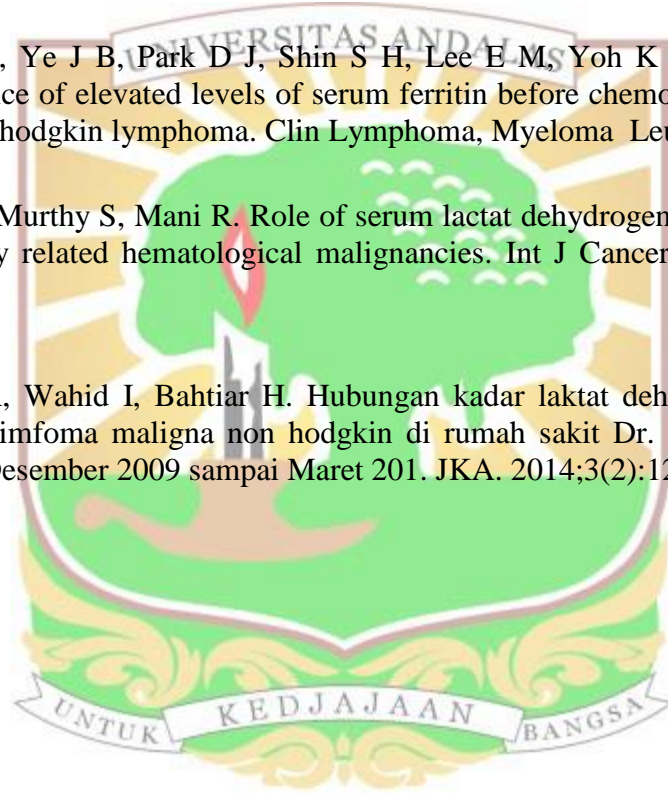 , Ye J B, Park D J, Shin S H, Lee E M, Yoh K
UNIVERSITAS ANDALAS
ce of elevated levels of serum ferritin before chemo
hodgkin lymphoma. Clin Lymphoma, Myeloma Leu
Murthy S, Mani R. Role of serum lactat dehydrogen
y related hematological malignancies. Int J Cancer
, Wahid I, Bahtiar H. Hubungan kadar laktat deh
imfoma maligna non hodgkin di rumah sakit Dr.
Desember 2009 sampai Maret 201. JKA. 2014;3(2):12
UNTUK KEDJAJAAN BANGSA